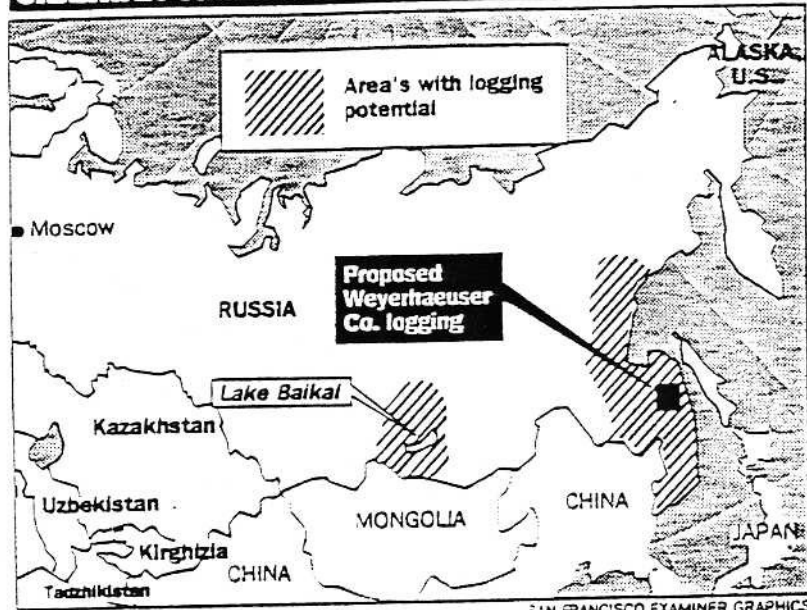 Area's with logging
potential
ALASKA
U.S.
Moscow
RUSSIA
Proposed
Weyerhaeuser
Co. logging
Lake Baikal
Kazakhstan
Uzbekistan
Kirghizia
Tadzhikistan
CHINA
MONGOLIA
CHINA
JAPAN
SAN FRANCISCO EXAMINER GRAPHICS